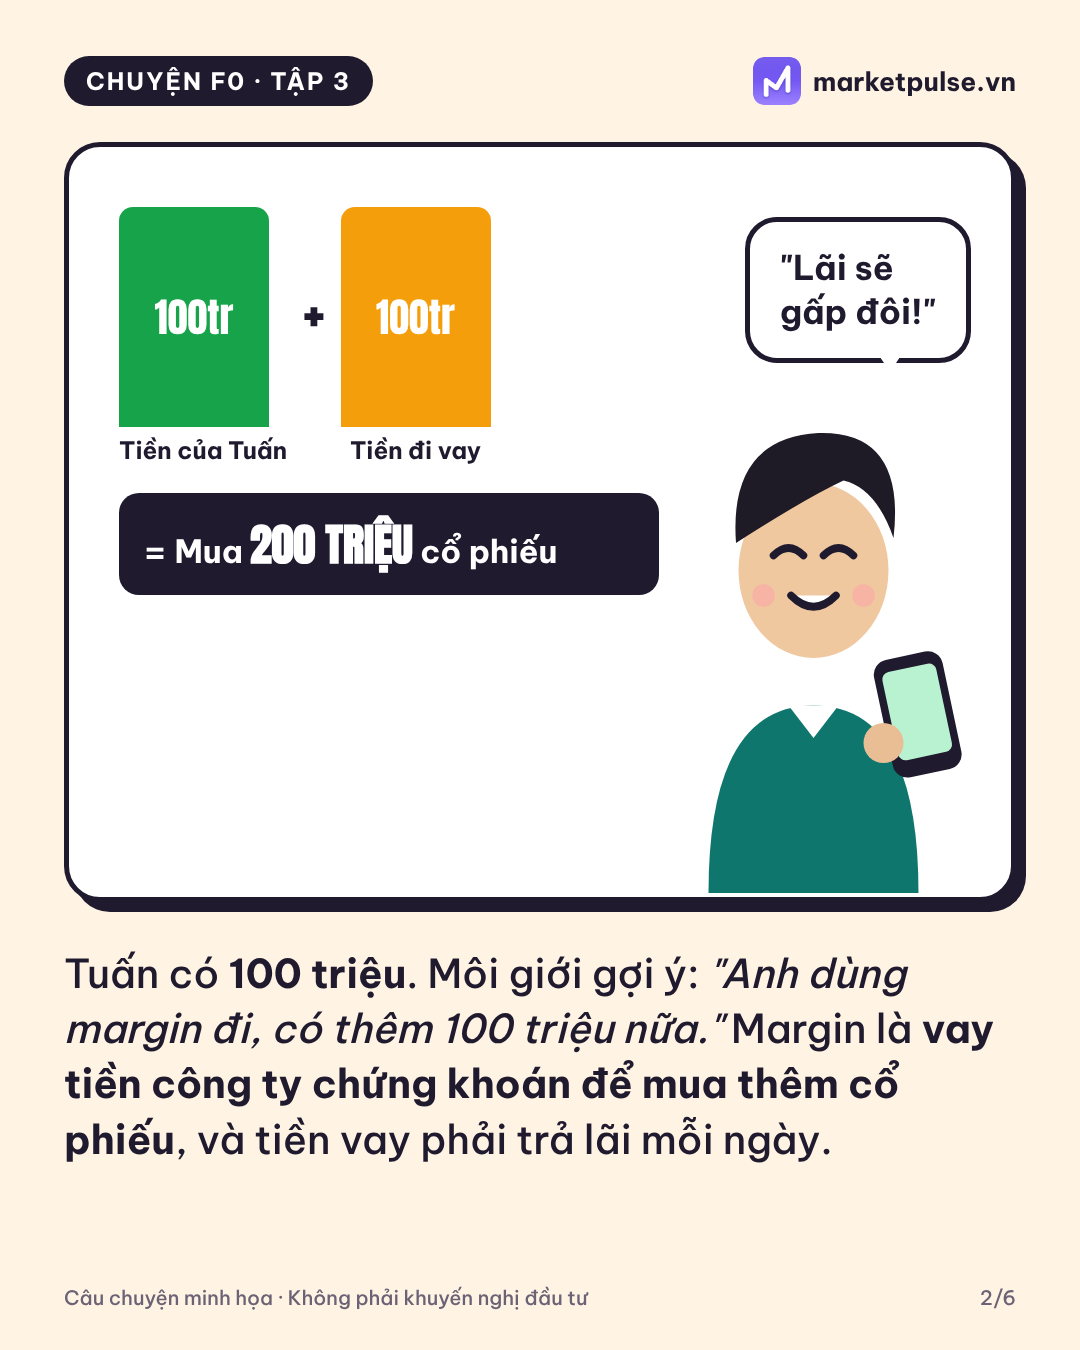 CHUYỆN F0 · TẬP 3
marketpulse.vn
100tr
+
100tr
Tiền của Tuấn
Tiền đi vay
= Mua 200 TRIỆU cổ phiếu
"Lãi sẽ
gấp đôi!"
Tuấn có 100 triệu. Môi giới gợi ý: "Anh dùng
margin đi, có thêm 100 triệu nữa." Margin là vay
tiền công ty chứng khoán để mua thêm cổ
phiếu, và tiền vay phải trả lãi mỗi ngày.
Câu chuyện minh họa · Không phải khuyến nghị đầu tư
2/6